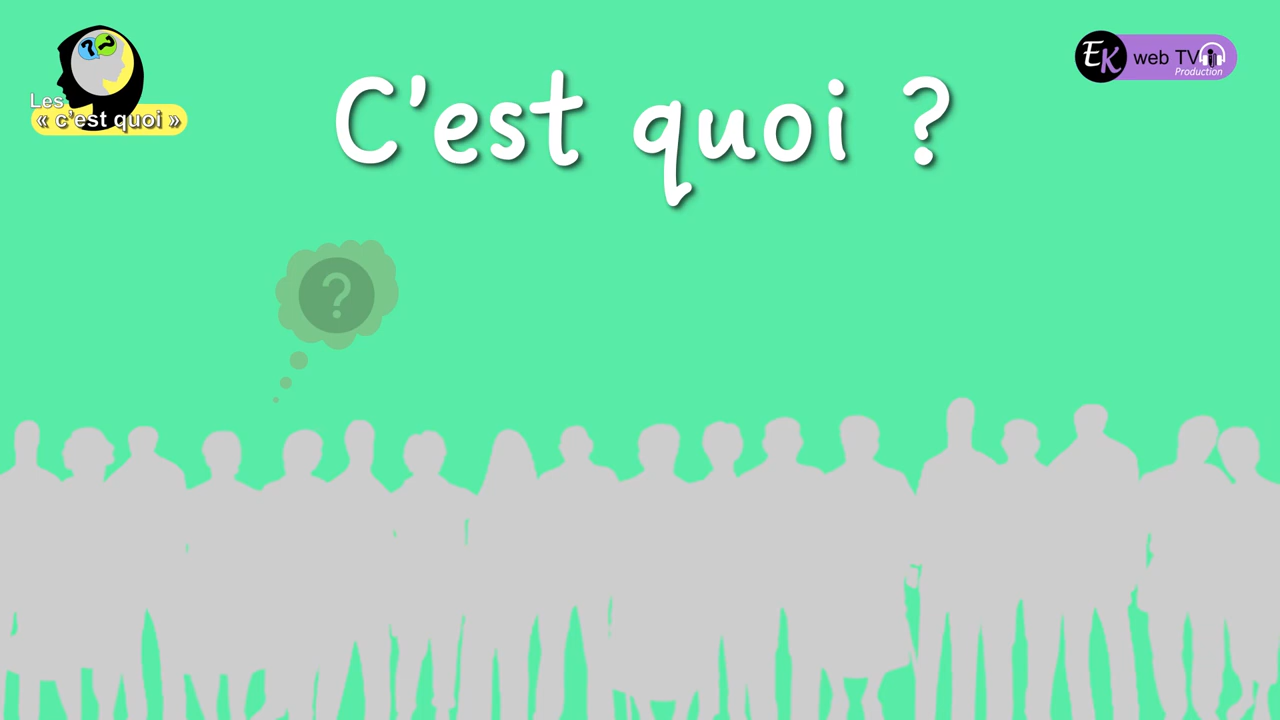 C'est quoi ?
Les
« c'est quoi »
? ?
EK web TV
Production
?